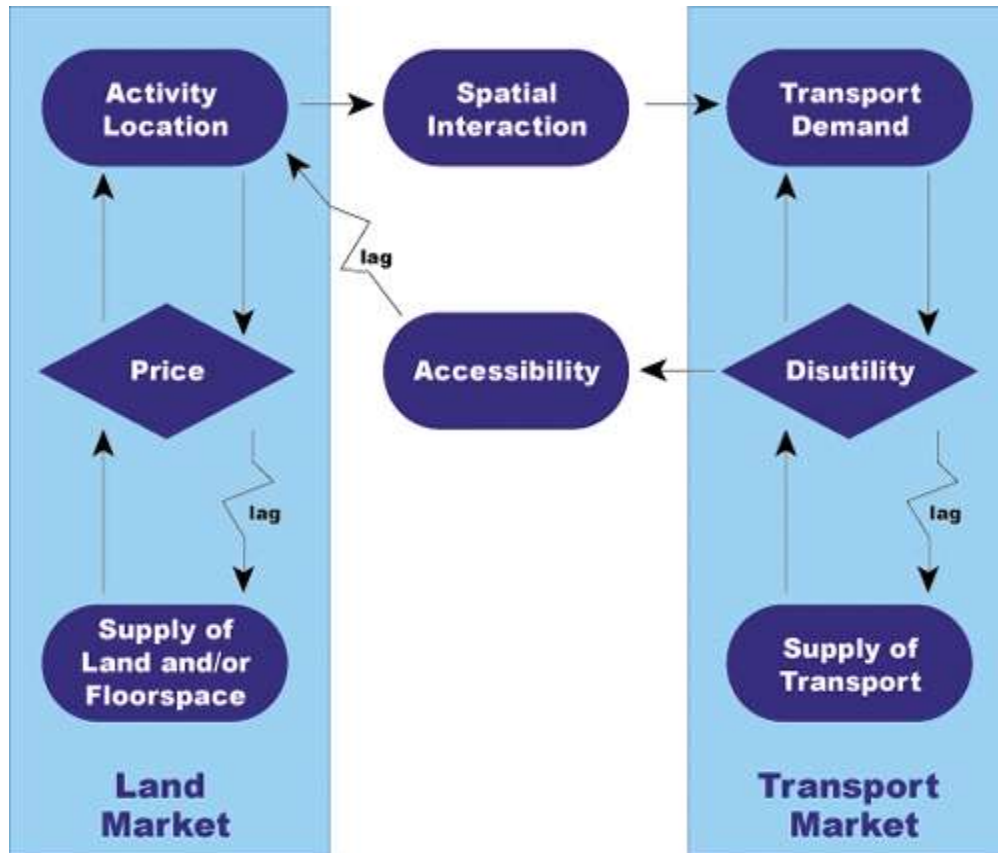 Activity
Location
Spatial
Interaction
Transport
Demand
lag
Price
Accessibility
Disutility
lag
lag
Supply of
Land and/or
Floorspace
Supply of
Transport
Land
Market
Transport
Market